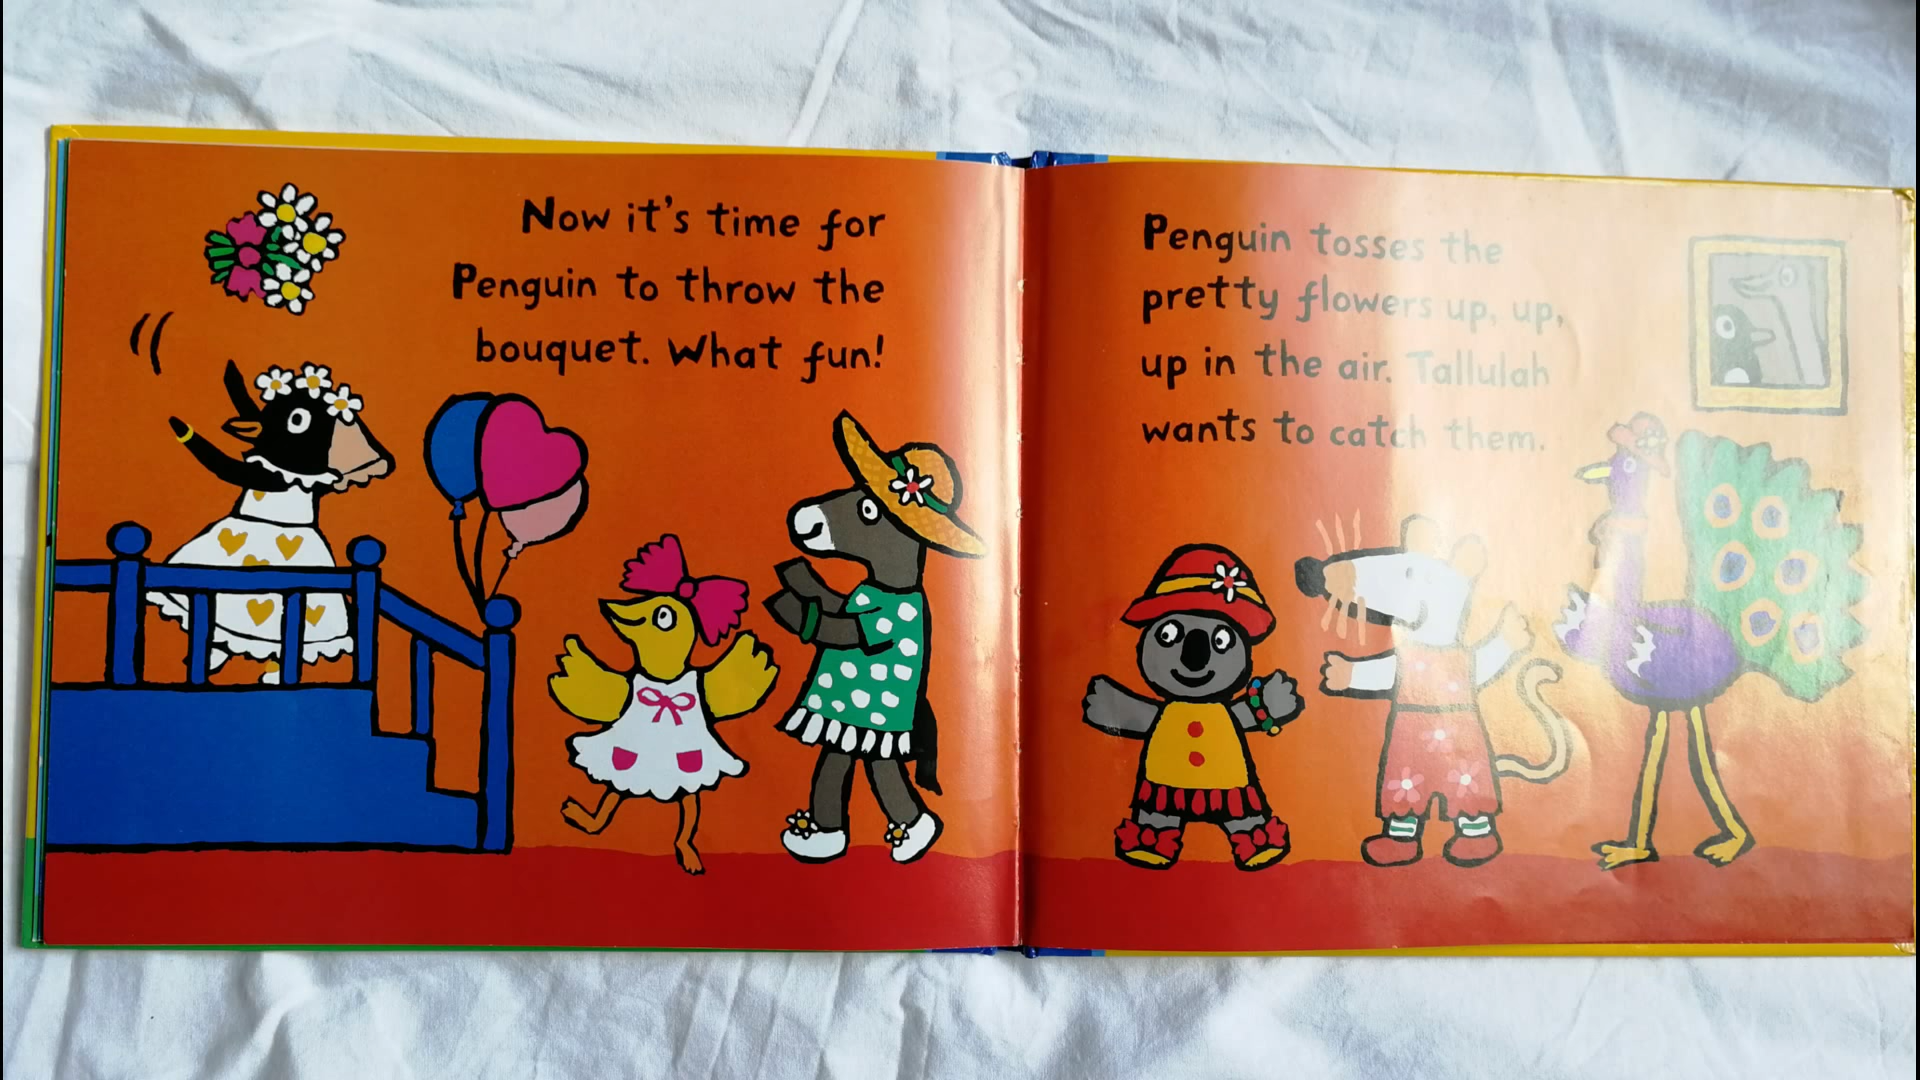 Now it's time for
Penguin to throw the
bouquet. What fun!
Penguin tosses the
pretty flowers up, up,
up in the air. Tallulah
wants to catch them.